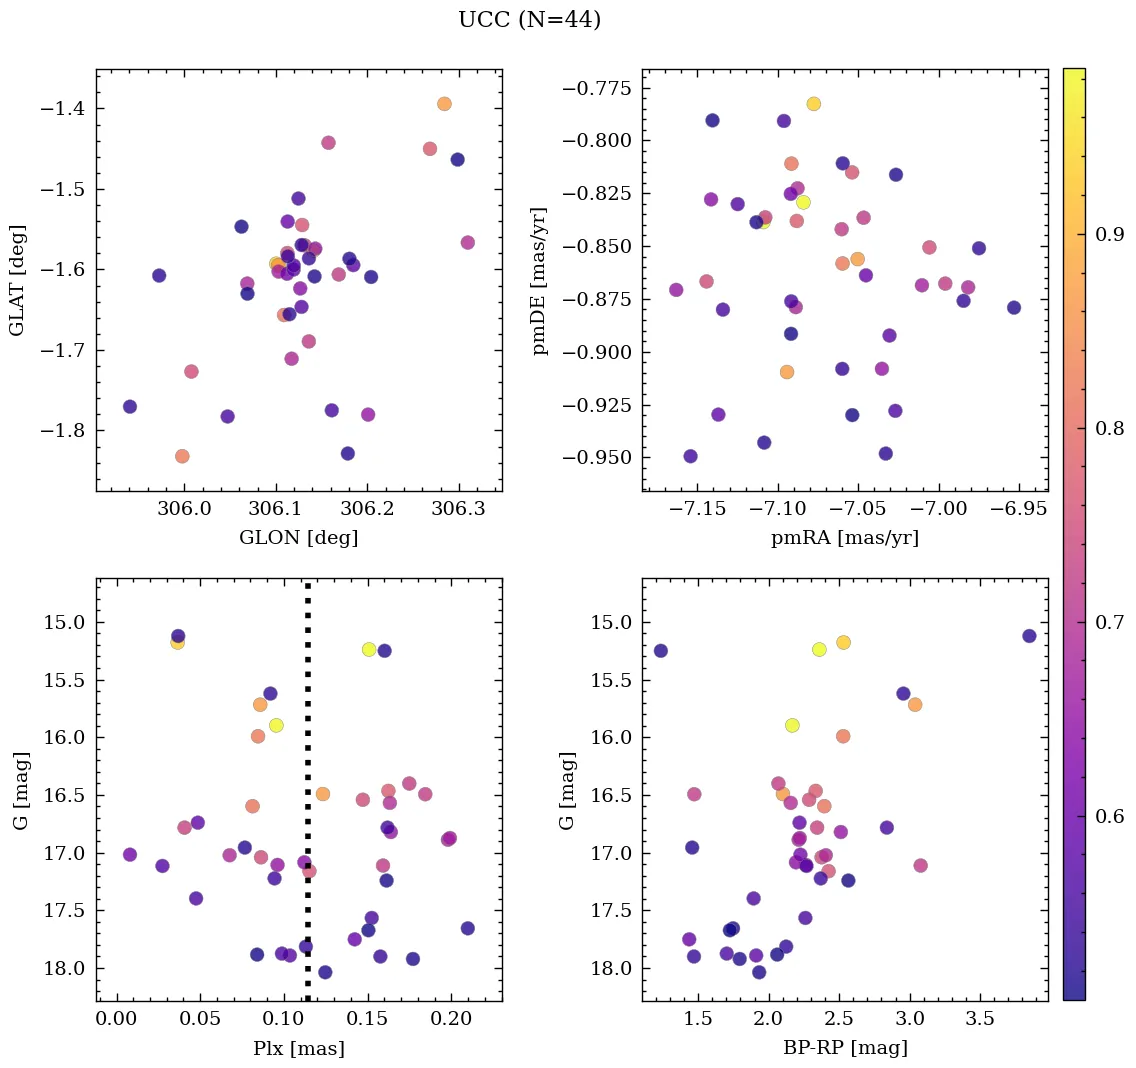 UCC (N=44)
−1.4
−1.5
−1.6
−1.7
−1.8
GLAT [deg]
306.0 306.1 306.2 306.3
GLON [deg]
−0.775
−0.800
−0.825
−0.850
−0.875
−0.900
−0.925
−0.950
pmDE [mas/yr]
−7.15 −7.10 −7.05 −7.00 −6.95
pmRA [mas/yr]
0.9
0.8
0.7
0.6
15.0
15.5
16.0
16.5
17.0
17.5
18.0
G [mag]
0.00 0.05 0.10 0.15 0.20
Plx [mas]
15.0
15.5
16.0
16.5
17.0
17.5
18.0
G [mag]
1.5 2.0 2.5 3.0 3.5
BP-RP [mag]